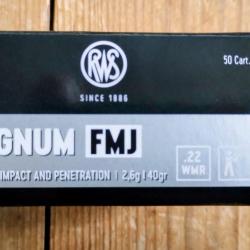 RWS
SINCE 1886
50 Cart.
GNUM FMJ
IMPACT AND PENETRATION | 2,6g | 40gr
.22
WMR